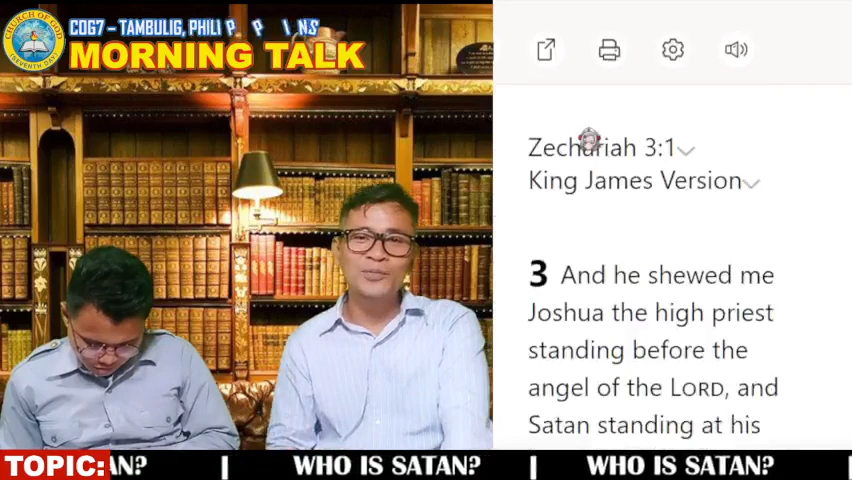 CHURCH OF GOD
(SEVENTH DAY)
COG7 – TAMBULIG, PHILIPPINS
MORNING TALK
Zechariah 3:1
King James Version
3 And he shewed me
Joshua the high priest
standing before the
angel of the LORD, and
Satan standing at his
TOPIC: AN? | WHO IS SATAN? | WHO IS SATAN?